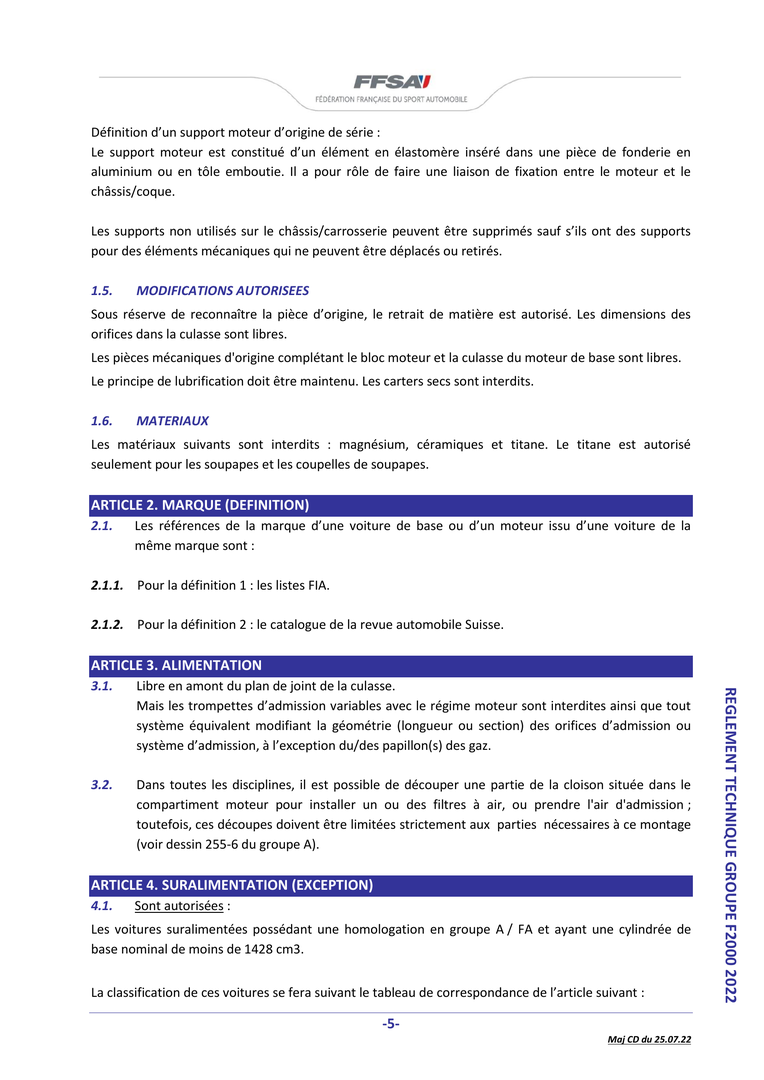 FFSA
FÉDÉRATION FRANÇAISE DU SPORT AUTOMOBILE
Définition d'un support moteur d'origine de série :
Le support moteur est constitué d'un élément en élastomère inséré dans une pièce de fonderie en
aluminium ou en tôle emboutie. Il a pour rôle de faire une liaison de fixation entre le moteur et le
châssis/coque.
Les supports non utilisés sur le châssis/carrosserie peuvent être supprimés sauf s'ils ont des supports
pour des éléments mécaniques qui ne peuvent être déplacés ou retirés.
1.5. MODIFICATIONS AUTORISEES
Sous réserve de reconnaître la pièce d'origine, le retrait de matière est autorisé. Les dimensions des
orifices dans la culasse sont libres.
Les pièces mécaniques d'origine complétant le bloc moteur et la culasse du moteur de base sont libres.
Le principe de lubrification doit être maintenu. Les carters secs sont interdits.
1.6. MATERIAUX
Les matériaux suivants sont interdits : magnésium, céramiques et titane. Le titane est autorisé
seulement pour les soupapes et les coupelles de soupapes.
ARTICLE 2. MARQUE (DEFINITION)
2.1. Les références de la marque d'une voiture de base ou d'un moteur issu d'une voiture de la
même marque sont :
2.1.1. Pour la définition 1 : les listes FIA.
2.1.2. Pour la définition 2 : le catalogue de la revue automobile Suisse.
ARTICLE 3. ALIMENTATION
3.1. Libre en amont du plan de joint de la culasse.
Mais les trompettes d'admission variables avec le régime moteur sont interdites ainsi que tout
système équivalent modifiant la géométrie (longueur ou section) des orifices d'admission ou
système d'admission, à l'exception du/des papillon(s) des gaz.
3.2. Dans toutes les disciplines, il est possible de découper une partie de la cloison située dans le
compartiment moteur pour installer un ou des filtres à air, ou prendre l'air d'admission ;
toutefois, ces découpes doivent être limitées strictement aux parties nécessaires à ce montage
(voir dessin 255-6 du groupe A).
ARTICLE 4. SURALIMENTATION (EXCEPTION)
4.1. Sont autorisées :
Les voitures suralimentées possédant une homologation en groupe A / FA et ayant une cylindrée de
base nominal de moins de 1428 cm3.
La classification de ces voitures se fera suivant le tableau de correspondance de l'article suivant :
-5-
Maj CD du 25.07.22
REGLEMENT TECHNIQUE GROUPE F2000 2022